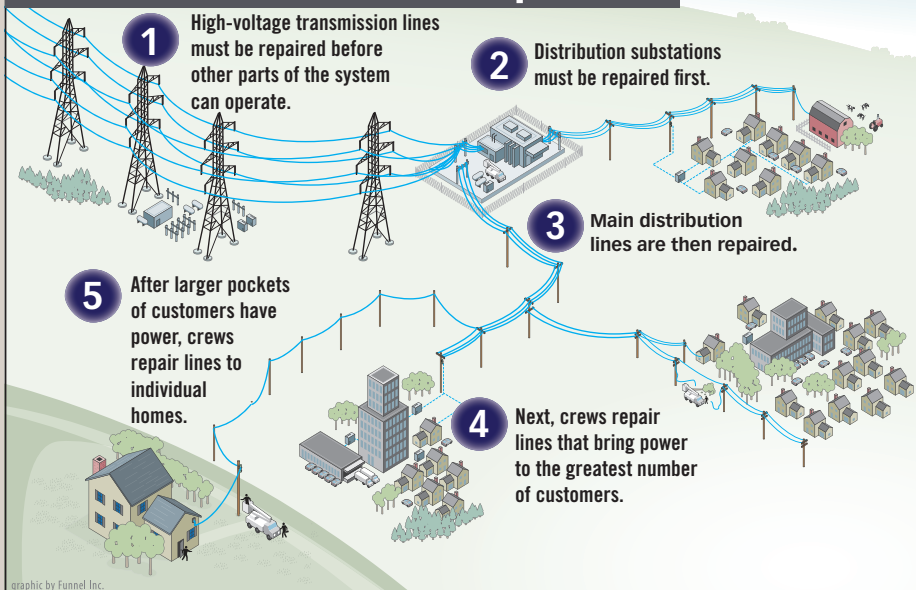 1
High-voltage transmission lines
must be repaired before
other parts of the system
can operate.
2
Distribution substations
must be repaired first.
3
Main distribution
lines are then repaired.
4
Next, crews repair
lines that bring power
to the greatest number
of customers.
5
After larger pockets
of customers have
power, crews
repair lines to
individual
homes.
graphic by Funnel Inc.